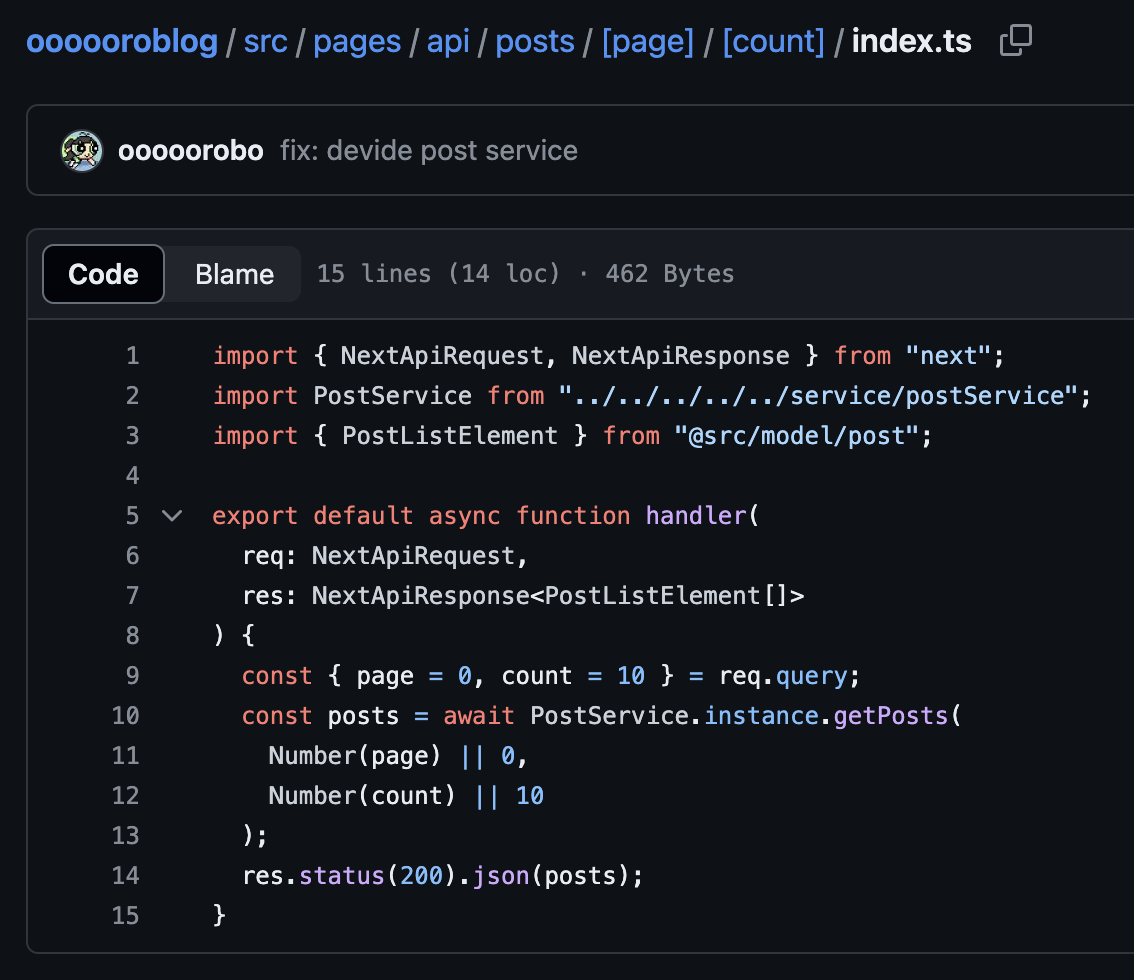 oooooroblog / src / pages / api / posts / [page] / [count] / index.ts
ooooorobo fix: devide post service
Code Blame 15 lines (14 loc) · 462 Bytes
1 import { NextApiRequest, NextApiResponse } from "next";
2 import PostService from "../../../../../service/postService";
3 import { PostListElement } from "@src/model/post";
4
5 export default async function handler(
6   req: NextApiRequest,
7   res: NextApiResponse<PostListElement[]>
8 ) {
9   const { page = 0, count = 10 } = req.query;
10   const posts = await PostService.instance.getPosts(
11     Number(page) || 0,
12     Number(count) || 10
13   );
14   res.status(200).json(posts);
15 }